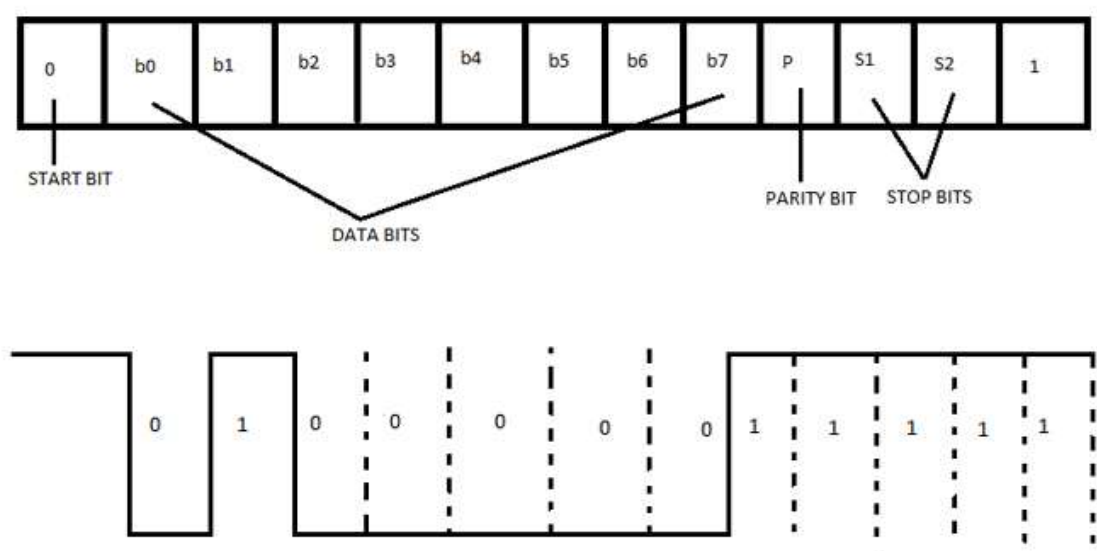 0 b0 b1 b2 b3 b4 b5 b6 b7 P S1 S2 1
START BIT
PARITY BIT STOP BITS
DATA BITS
0 1 0 0 0 0 0 1 1 1 1 1